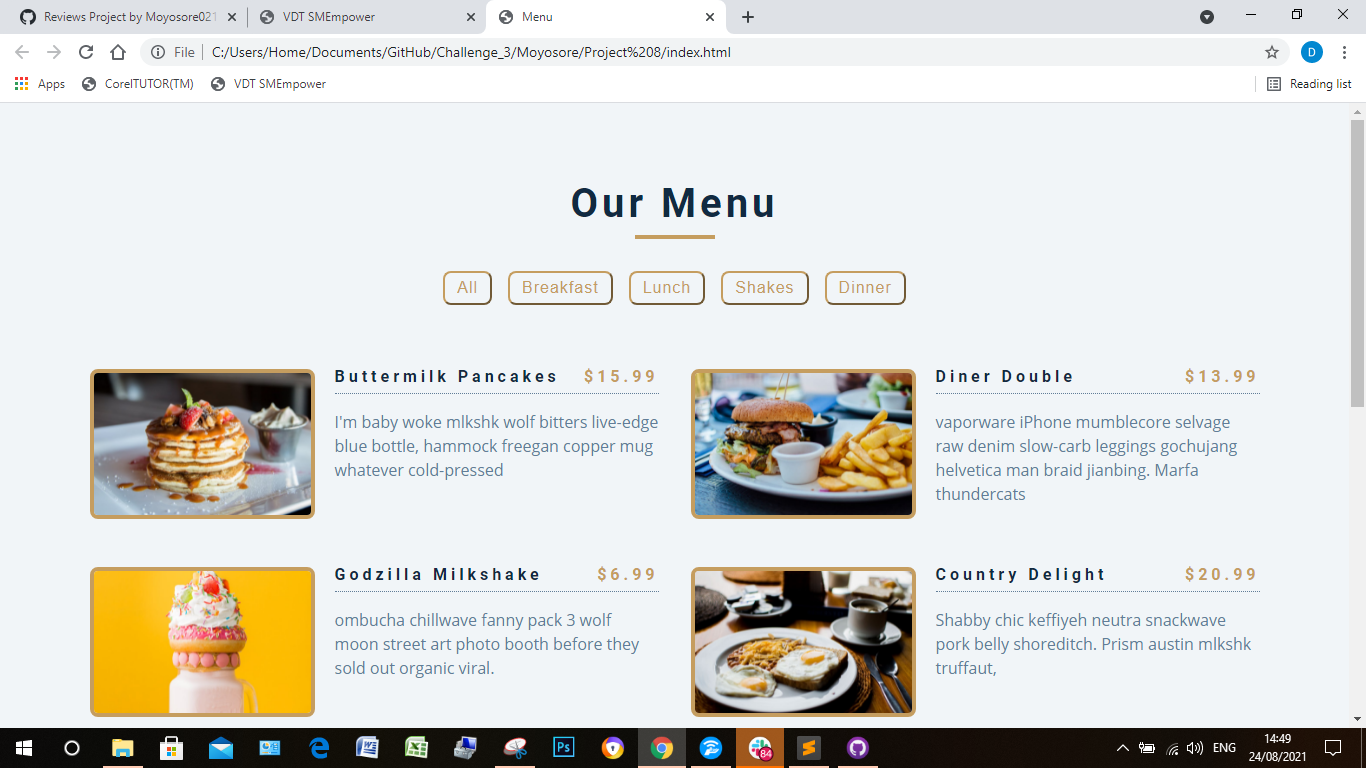 Reviews Project by Moyosore021
VDT SMEmpower
Menu
File
C:/Users/Home/Documents/GitHub/Challenge_3/Moyosore/Project%208/index.html
D
Apps
CorelTUTOR(TM)
VDT SMEmpower
Reading list
Our Menu
All
Breakfast
Lunch
Shakes
Dinner
Buttermilk Pancakes $15.99
I'm baby woke mlkshk wolf bitters live-edge
blue bottle, hammock freegan copper mug
whatever cold-pressed
Diner Double $13.99
vaporware iPhone mumblecore selvage
raw denim slow-carb leggings gochujang
helvetica man braid jianbing. Marfa
thundercats
Godzilla Milkshake $6.99
ombucha chillwave fanny pack 3 wolf
moon street art photo booth before they
sold out organic viral.
Country Delight $20.99
Shabby chic keffiyeh neutra snackwave
pork belly shoreditch. Prism austin mlkshk
truffaut,
Ps
84
ENG
14:49
24/08/2021